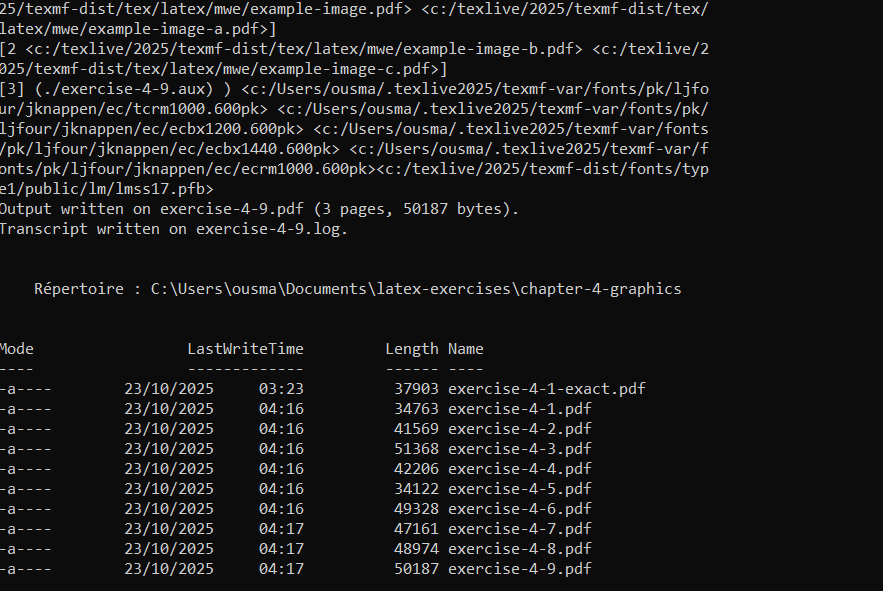 25/texmf-dist/tex/latex/mwe/example-image.pdf> <c:/texlive/2025/texmf-dist/tex/
latex/mwe/example-image-a.pdf>]
[2 <c:/texlive/2025/texmf-dist/tex/latex/mwe/example-image-b.pdf> <c:/texlive/2
025/texmf-dist/tex/latex/mwe/example-image-c.pdf>]
[3] (./exercise-4-9.aux) ) <c:/Users/ousma/.texlive2025/texmf-var/fonts/pk/ljfo
ur/jknappen/ec/tcrm1000.600pk> <c:/Users/ousma/.texlive2025/texmf-var/fonts/pk/
ljfour/jknappen/ec/ecbx1200.600pk> <c:/Users/ousma/.texlive2025/texmf-var/fonts
/pk/ljfour/jknappen/ec/ecbx1440.600pk> <c:/Users/ousma/.texlive2025/texmf-var/f
onts/pk/ljfour/jknappen/ec/ecrm1000.600pk><c:/texlive/2025/texmf-dist/fonts/typ
e1/public/lm/lmss17.pfb>
Output written on exercise-4-9.pdf (3 pages, 50187 bytes).
Transcript written on exercise-4-9.log.
Répertoire : C:\Users\ousma\Documents\latex-exercises\chapter-4-graphics
Mode LastWriteTime Length Name
---- ------------- ------ ----
-a---- 23/10/2025 03:23 37903 exercise-4-1-exact.pdf
-a---- 23/10/2025 04:16 34763 exercise-4-1.pdf
-a---- 23/10/2025 04:16 41569 exercise-4-2.pdf
-a---- 23/10/2025 04:16 51368 exercise-4-3.pdf
-a---- 23/10/2025 04:16 42206 exercise-4-4.pdf
-a---- 23/10/2025 04:16 34122 exercise-4-5.pdf
-a---- 23/10/2025 04:16 49328 exercise-4-6.pdf
-a---- 23/10/2025 04:17 47161 exercise-4-7.pdf
-a---- 23/10/2025 04:17 48974 exercise-4-8.pdf
-a---- 23/10/2025 04:17 50187 exercise-4-9.pdf